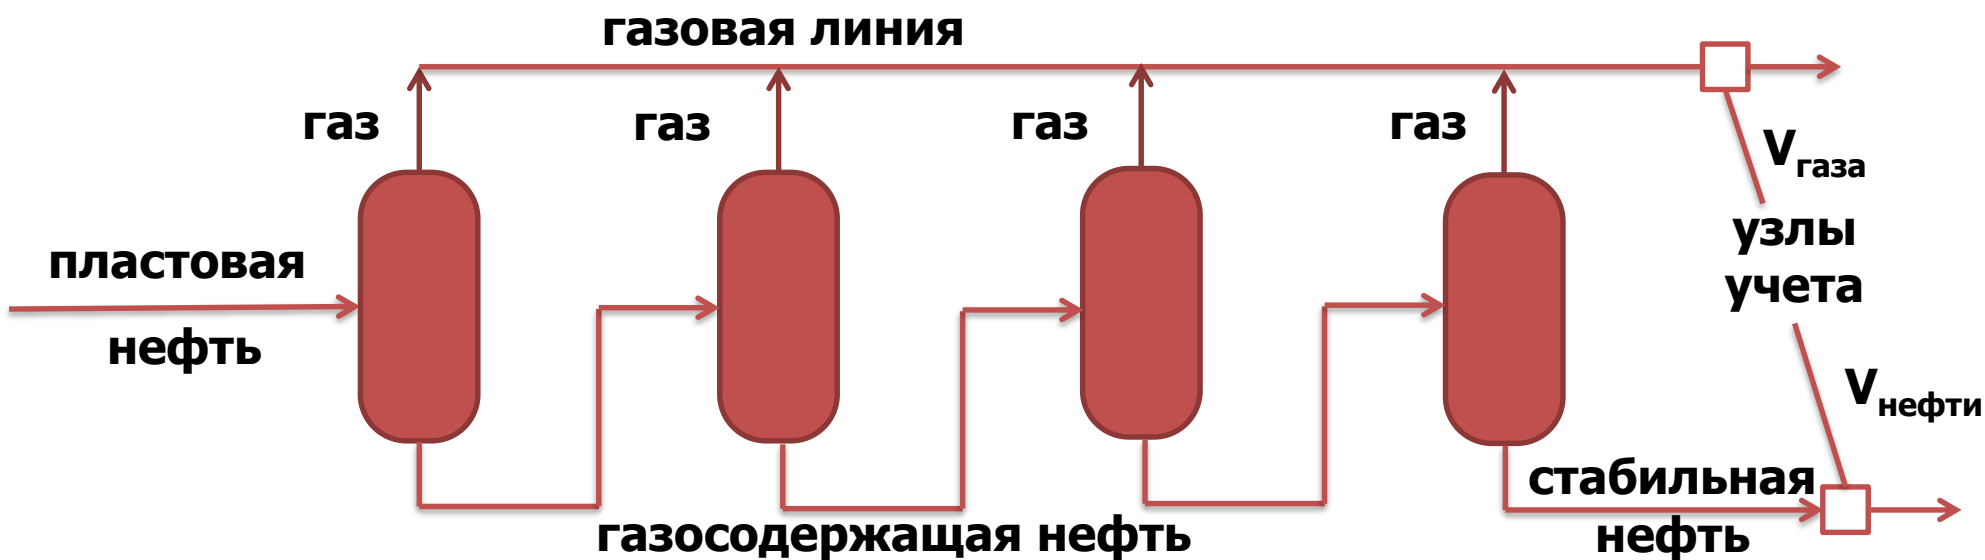 газовая линия
газ
газ
газ
газ
Vгаза
узлы
учета
пластовая
нефть
Vнефти
стабильная
нефть
газосодержащая нефть